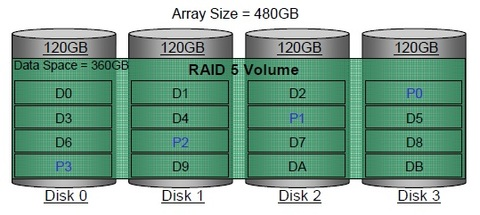 Array Size = 480GB
120GB 120GB 120GB 120GB
Data Space = 360GB RAID 5 Volume
D0 D1 D2 P0
D3 D4 P1 D5
D6 P2 D7 D8
P3 D9 DA DB
Disk 0 Disk 1 Disk 2 Disk 3